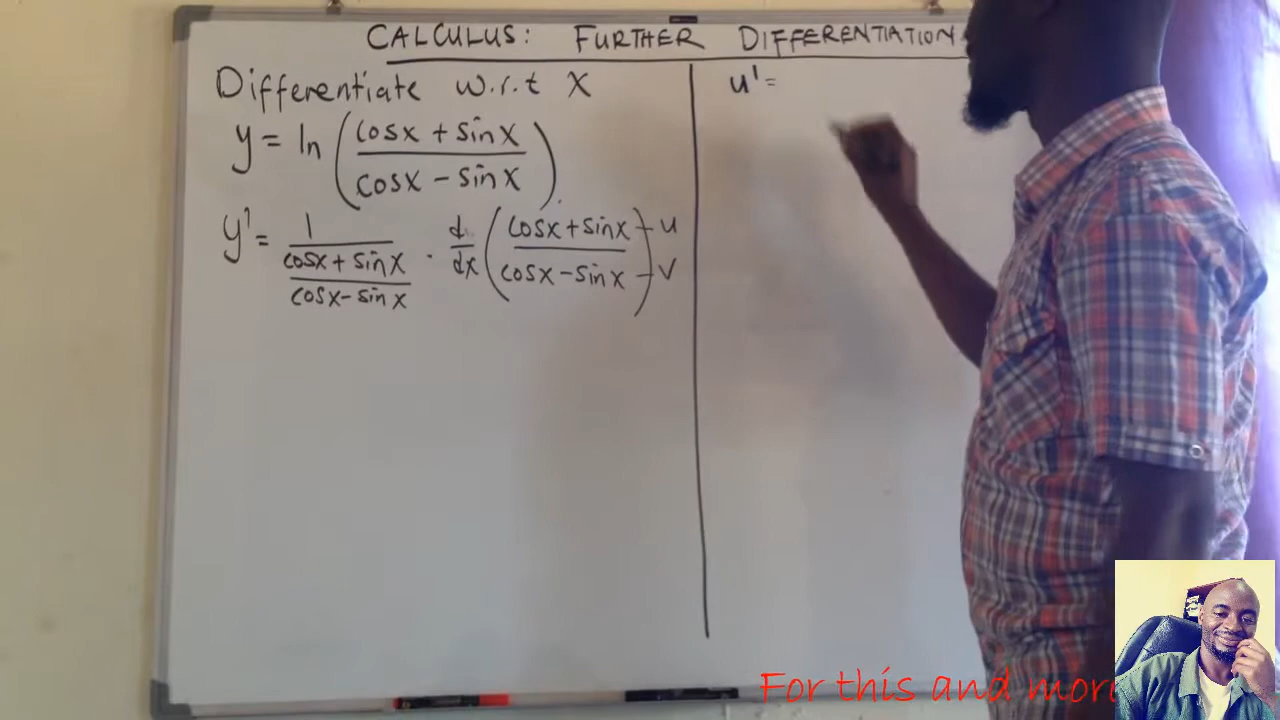 CALCULUS: FURTHER DIFFERENTIATION
Differentiate w.r.t X
y = ln ( (cosx + sinx) / (cosx - sinx) )
y' = 1 / ( (cosx + sinx) / (cosx - sinx) ) · d/dx ( (cosx + sinx) / (cosx - sinx) ) - u - v
u' =
For this and